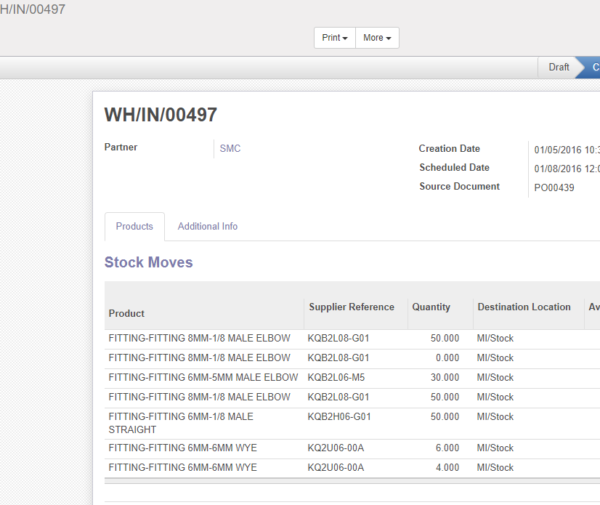 H/IN/00497
Print More
Draft C
WH/IN/00497
Partner SMC
Creation Date 01/05/2016 10:3
Scheduled Date 01/08/2016 12:0
Source Document PO00439
Products Additional Info
Stock Moves
Product Supplier Reference Quantity Destination Location Av
FITTING-FITTING 8MM-1/8 MALE ELBOW KQB2L08-G01 50.000 MI/Stock
FITTING-FITTING 8MM-1/8 MALE ELBOW KQB2L08-G01 0.000 MI/Stock
FITTING-FITTING 6MM-5MM MALE ELBOW KQB2L06-M5 30.000 MI/Stock
FITTING-FITTING 8MM-1/8 MALE ELBOW KQB2L08-G01 50.000 MI/Stock
FITTING-FITTING 6MM-1/8 MALE KQB2H06-G01 50.000 MI/Stock
STRAIGHT
FITTING-FITTING 6MM-6MM WYE KQ2U06-00A 6.000 MI/Stock
FITTING-FITTING 6MM-6MM WYE KQ2U06-00A 4.000 MI/Stock